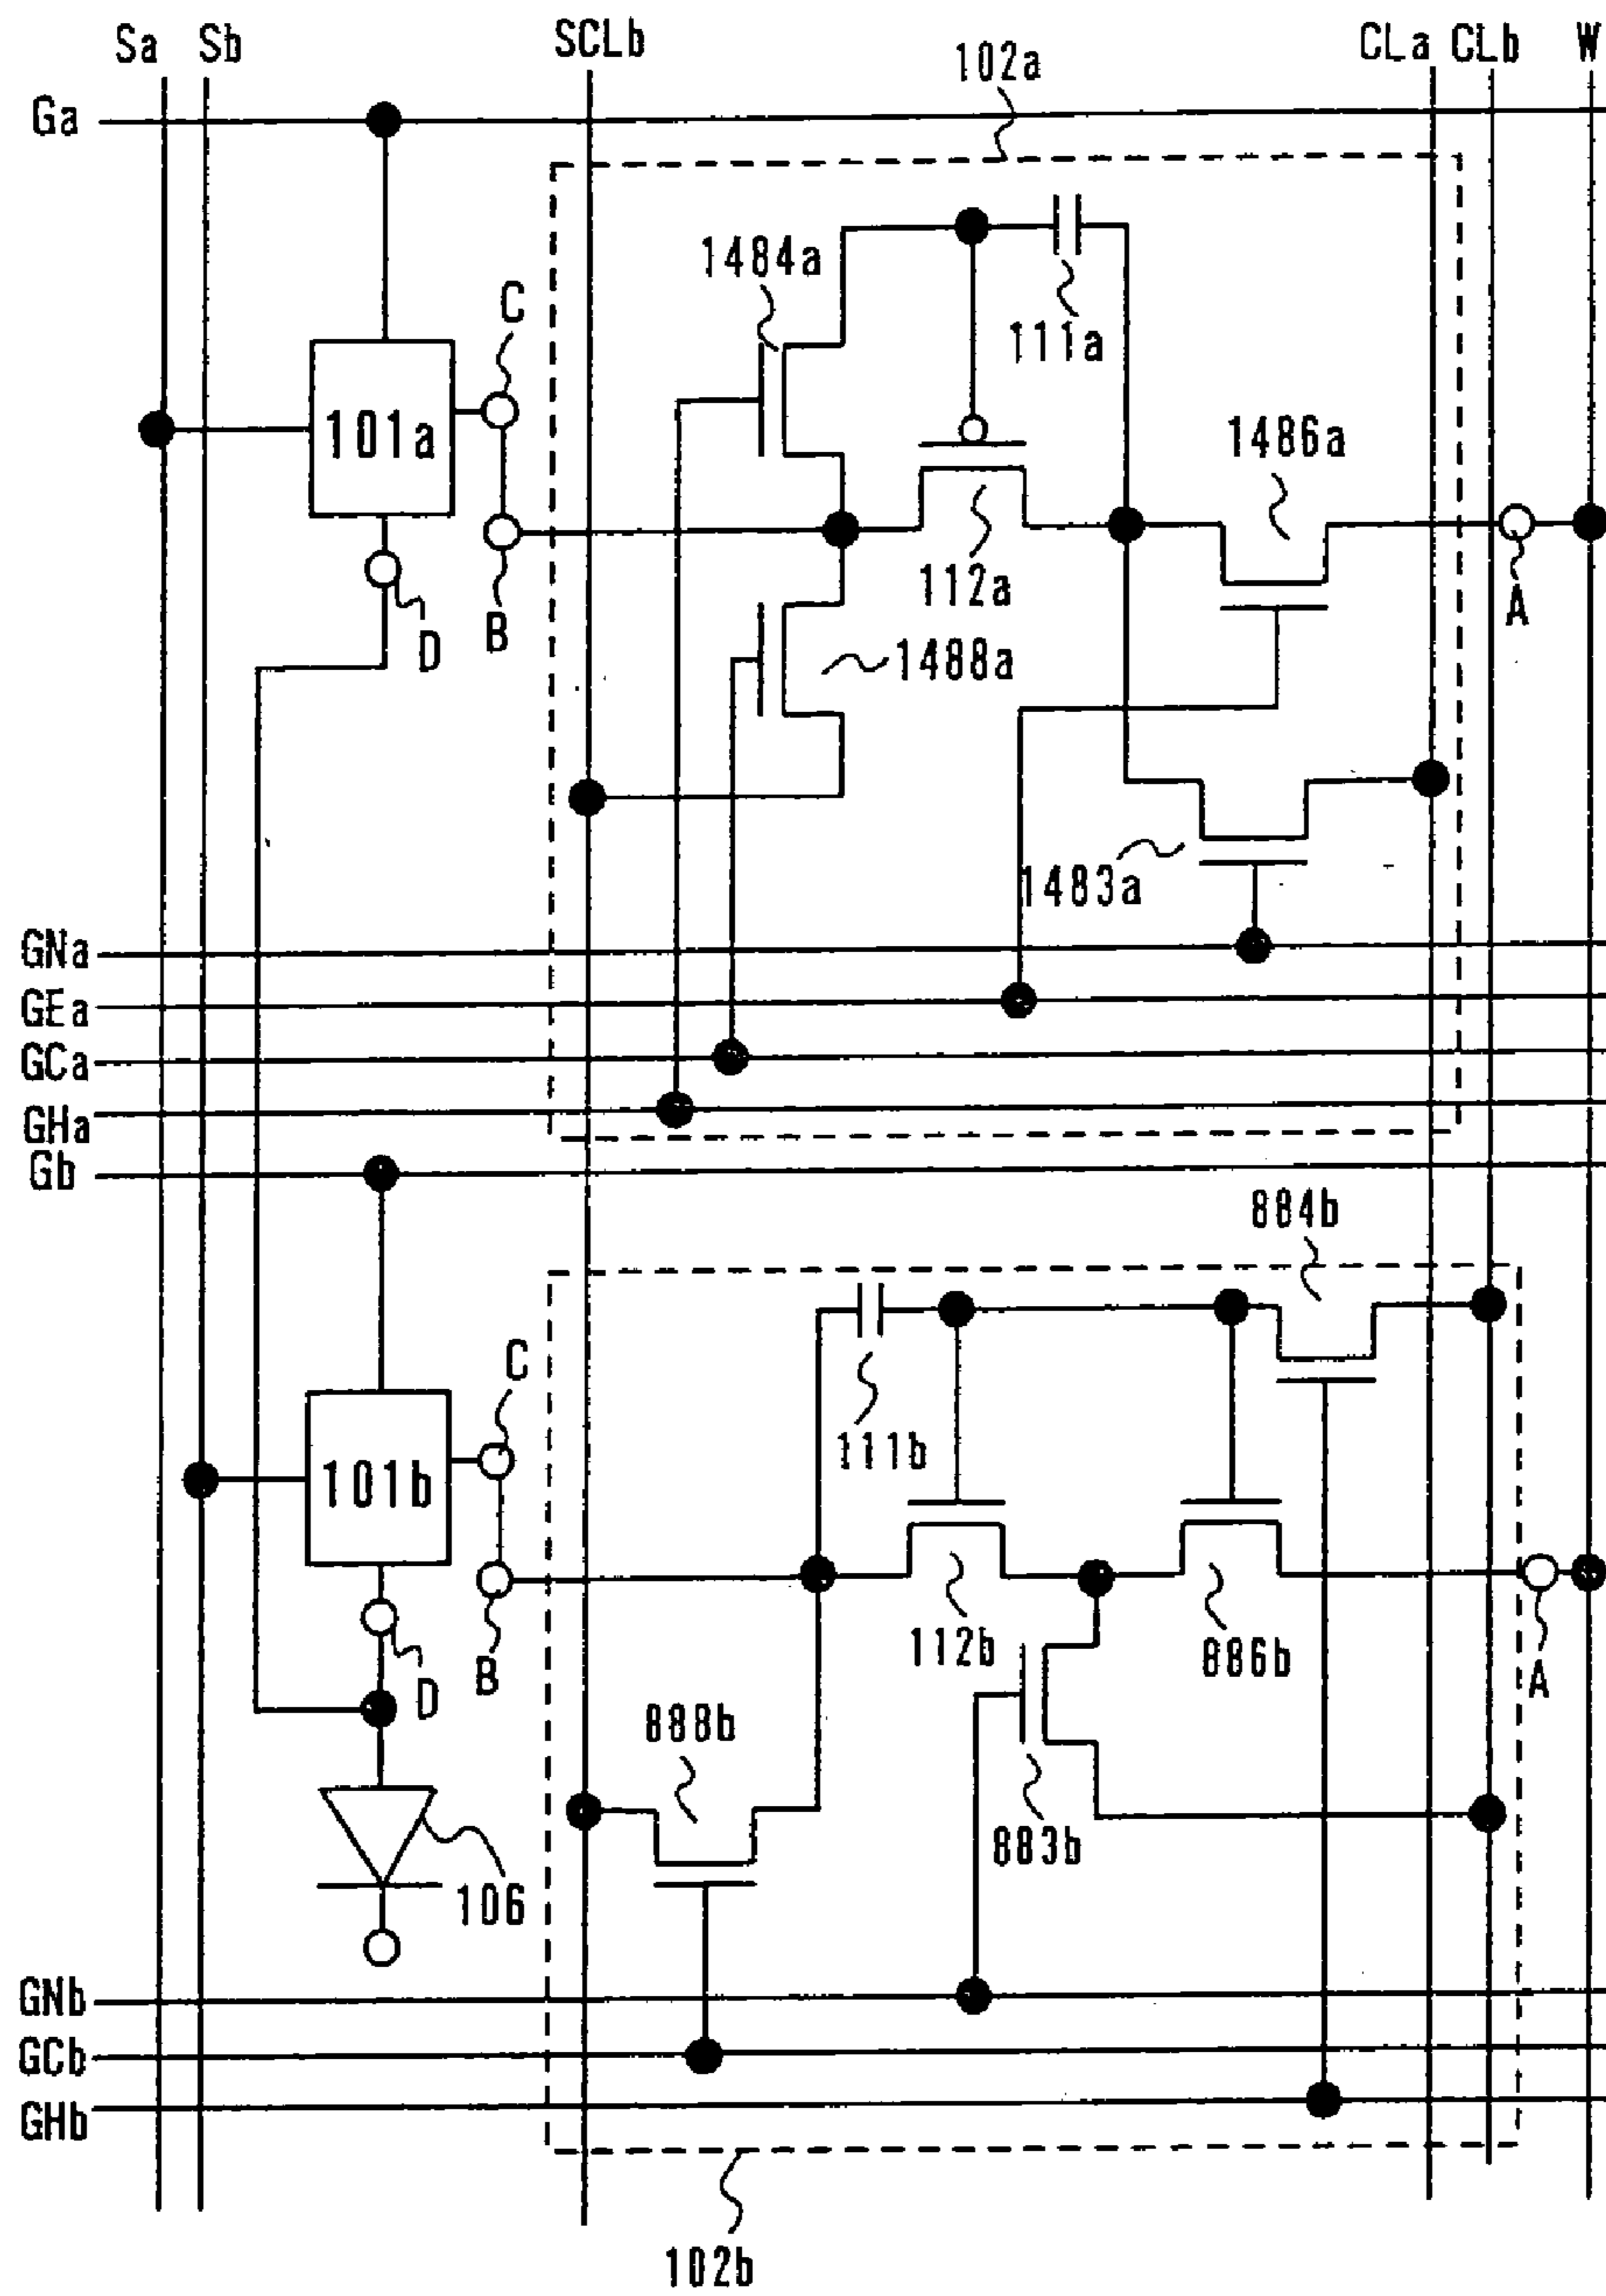 Sa Sb SCLb CLa CLb W
102a
Ga
1484a
C
111a
101a
1486a
112a
A
B
D
1488a
1483a
GNa
GEa
GCa
GHa
Gb
884b
C
111b
101b
112b
886b
B
D
A
888b
883b
106
GNb
GCb
GHb
102b